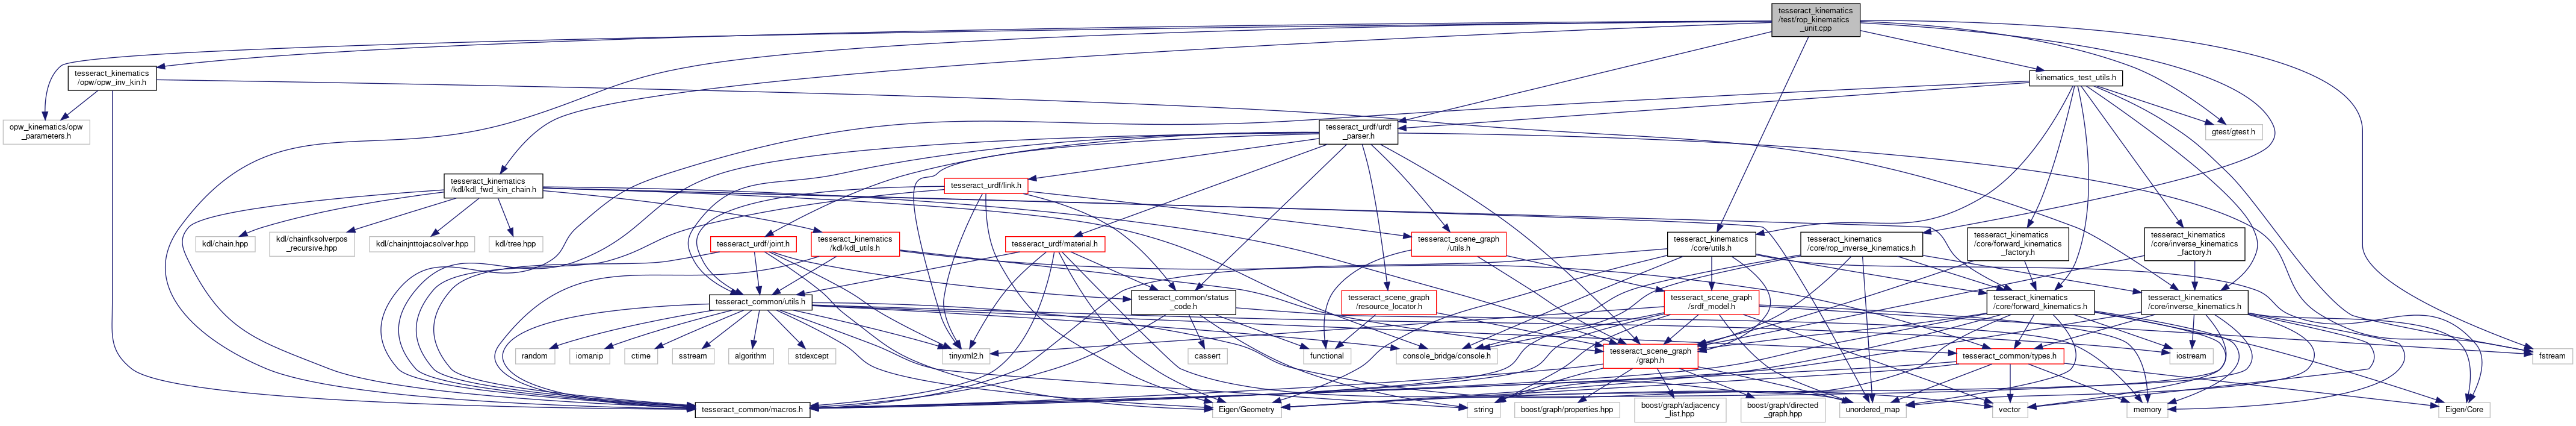 tesseract_kinematics
/test/rop_kinematics
_unit.cpp
tesseract_kinematics
/opw/opw_inv_kin.h
kinematics_test_utils.h
opw_kinematics/opw
_parameters.h
tesseract_urdf/urdf
_parser.h
gtest/gtest.h
tesseract_kinematics
/kdl/kdl_fwd_kin_chain.h
tesseract_urdf/link.h
kdl/chain.hpp
kdl/chainfksolverpos
_recursive.hpp
kdl/chainjnttojacsolver.hpp
kdl/tree.hpp
tesseract_urdf/joint.h
tesseract_kinematics
/kdl/kdl_utils.h
tesseract_urdf/material.h
tesseract_scene_graph
/utils.h
tesseract_kinematics
/core/utils.h
tesseract_kinematics
/core/rop_inverse_kinematics.h
tesseract_kinematics
/core/forward_kinematics
_factory.h
tesseract_kinematics
/core/inverse_kinematics
_factory.h
tesseract_common/utils.h
tesseract_common/status
_code.h
tesseract_scene_graph
/resource_locator.h
tesseract_scene_graph
/srdf_model.h
tesseract_kinematics
/core/forward_kinematics.h
tesseract_kinematics
/core/inverse_kinematics.h
random
iomanip
ctime
sstream
algorithm
stdexcept
tinyxml2.h
cassert
functional
console_bridge/console.h
tesseract_scene_graph
/graph.h
tesseract_common/types.h
iostream
fstream
tesseract_common/macros.h
Eigen/Geometry
string
boost/graph/properties.hpp
boost/graph/adjacency
_list.hpp
boost/graph/directed
_graph.hpp
unordered_map
vector
memory
Eigen/Core